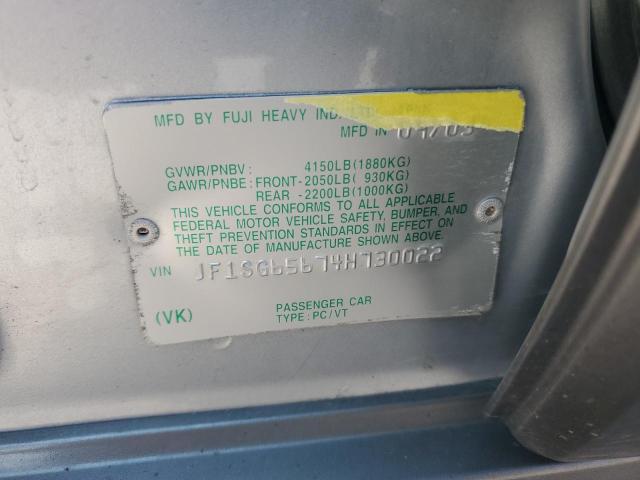 MFD BY FUJI HEAVY
MFD IN
GVWR/PNBV : 4150LB(1880KG)
GAWR/PNBE: FRONT-2050LB( 930KG)
REAR -2200LB(1000KG)
THIS VEHICLE CONFORMS TO ALL APPLICABLE
FEDERAL MOTOR VEHICLE SAFETY, BUMPER, AND
THEFT PREVENTION STANDARDS IN EFFECT ON
THE DATE OF MANUFACTURE SHOWN ABOVE.
VIN JF1SG65674H730022
PASSENGER CAR
(VK) TYPE: PC/VT